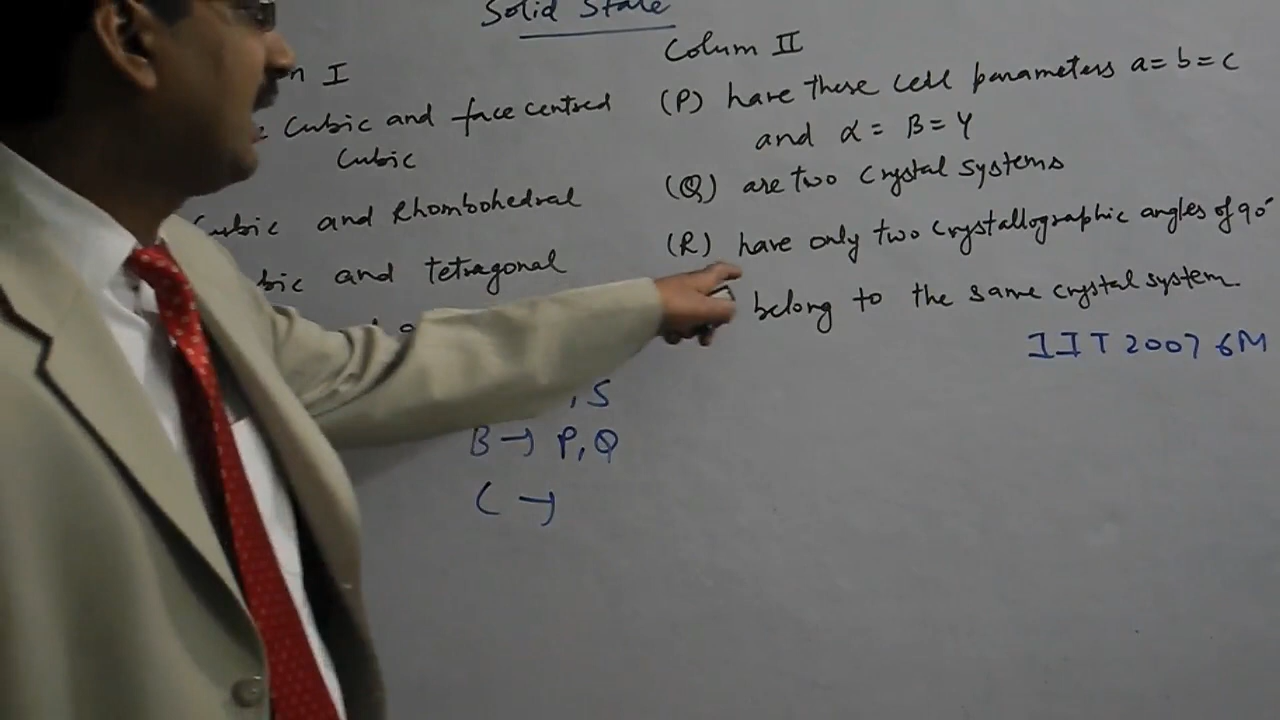 Solid State
Colum II
I
Cubic and face centred
Cubic
(P) have these cell parameters a=b=c
and α=β=γ
Cubic and Rhombohedral
(Q) are two crystal systems
and tetragonal
(R) have only two crystallographic angles of 90°
belong to the same crystal system.
IIT 2007 6M
, S
B → P, Q
C →